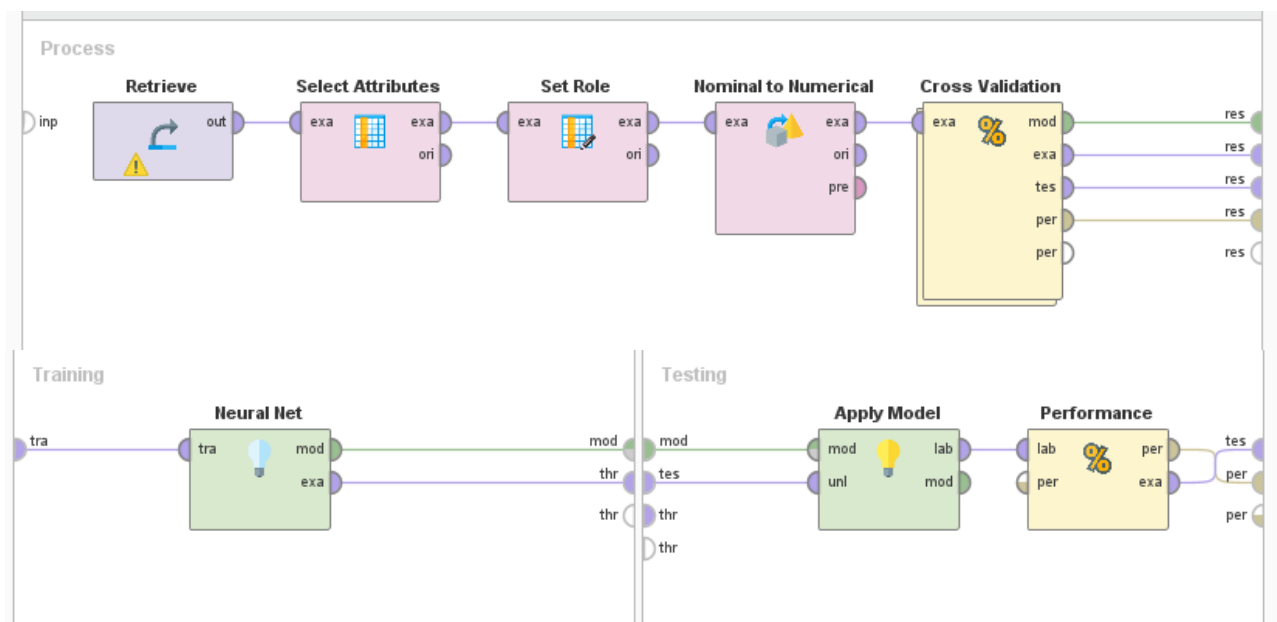 Process
Retrieve Select Attributes Set Role Nominal to Numerical Cross Validation
inp out exa exa exa exa exa exa exa mod res
ori ori ori exa res
pre tes res
per res
per res
Training
Neural Net
tra tra mod mod
exa thr
thr
Testing
Apply Model Performance
mod mod lab lab per tes
tes unl mod per exa per
thr per
thr